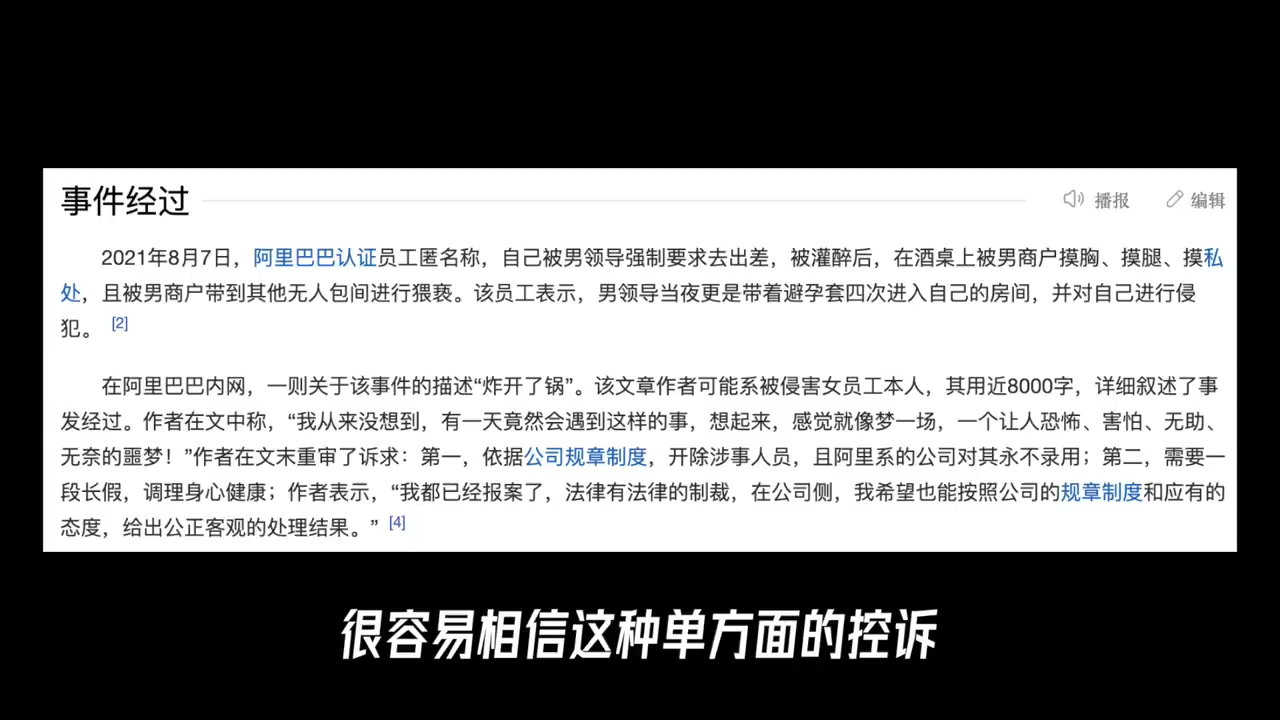 事件经过
播报
编辑
2021年8月7日，阿里巴巴认证员工匿名称，自己被男领导强制要求去出差，被灌醉后，在酒桌上被男商户摸胸、摸腿、摸私
处，且被男商户带到其他无人包间进行猥亵。该员工表示，男领导当夜更是带着避孕套四次进入自己的房间，并对自己进行侵
犯。 [2]
在阿里巴巴内网，一则关于该事件的描述“炸开了锅”。该文章作者可能系被侵害女员工本人，其用近8000字，详细叙述了事
发经过。作者在文中称，“我从来没想到，有一天竟然会遇到这样的事，想起来，感觉就像梦一场，一个让人恐怖、害怕、无助、
无奈的噩梦！”作者在文末重审了诉求：第一，依据公司规章制度，开除涉事人员，且阿里系的公司对其永不录用；第二，需要一
段长假，调理身心健康；作者表示，“我都已经报案了，法律有法律的制裁，在公司侧，我希望也能按照公司的规章制度和应有的
态度，给出公正客观的处理结果。” [4]
很容易相信这种单方面的控诉